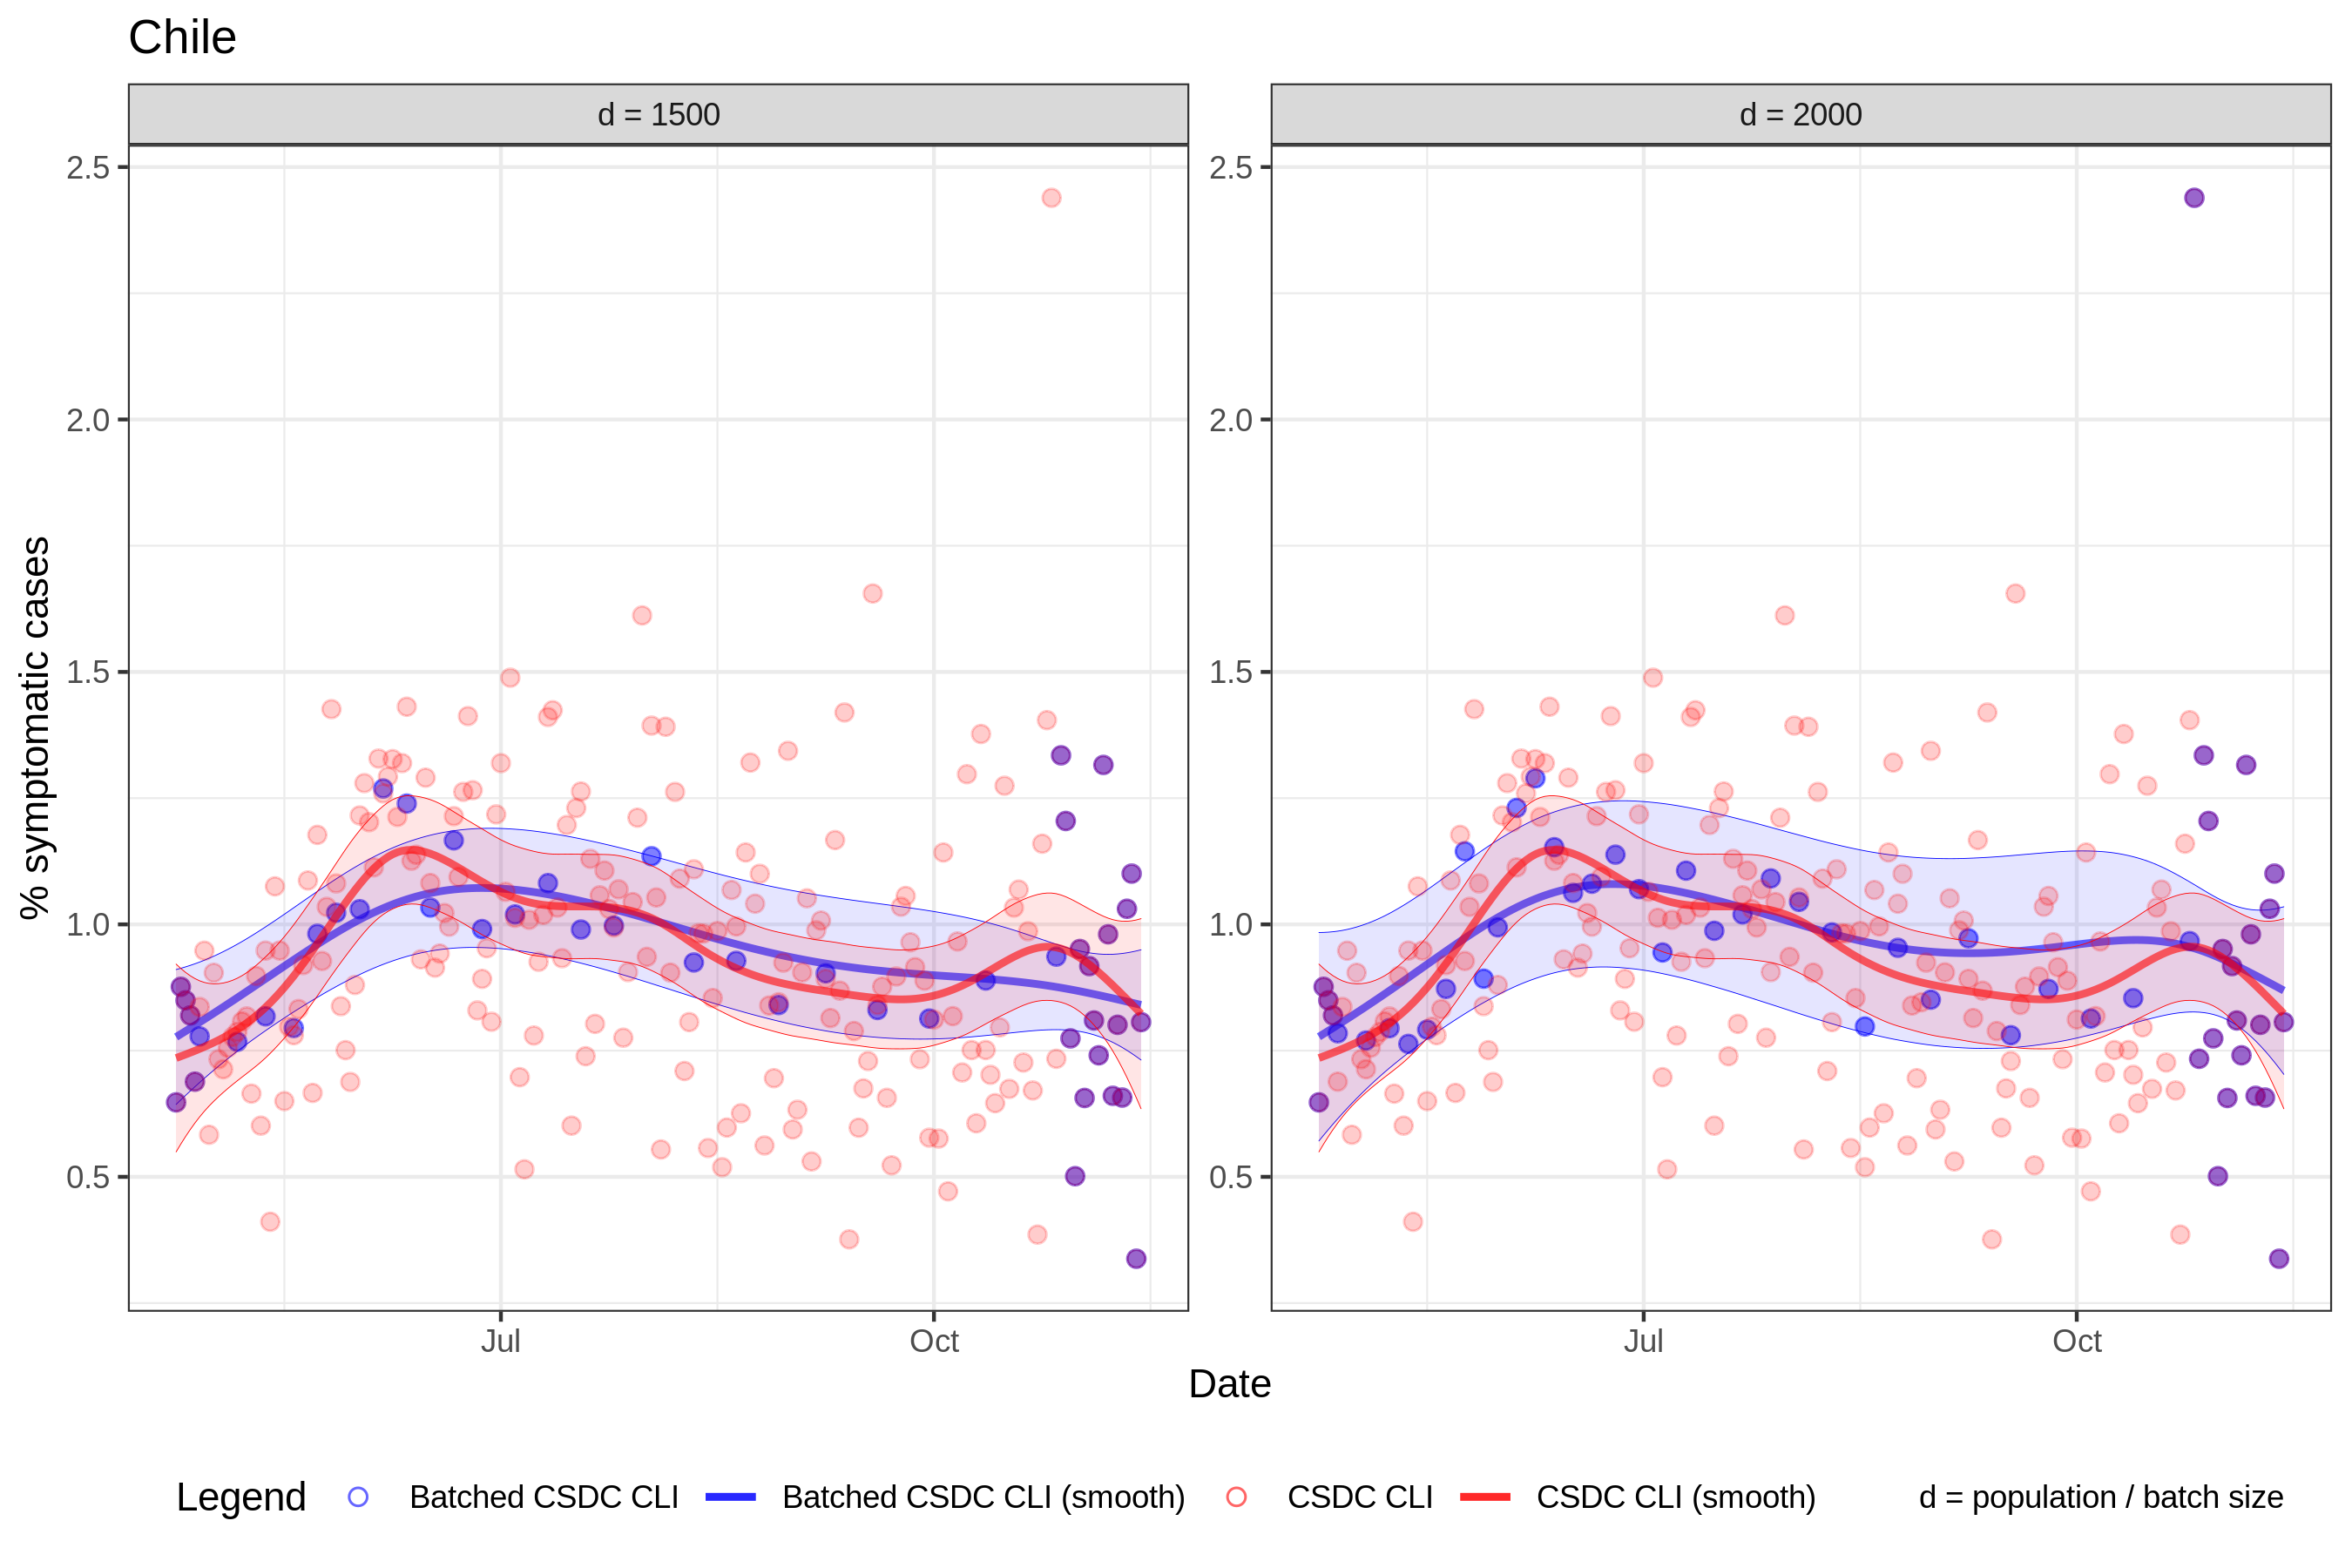 Chile
d = 1500
d = 2000
2.5
2.0
1.5
1.0
0.5
2.5
2.0
1.5
1.0
0.5
% symptomatic cases
Jul
Oct
Jul
Oct
Date
Legend
Batched CSDC CLI
Batched CSDC CLI (smooth)
CSDC CLI
CSDC CLI (smooth)
d = population / batch size